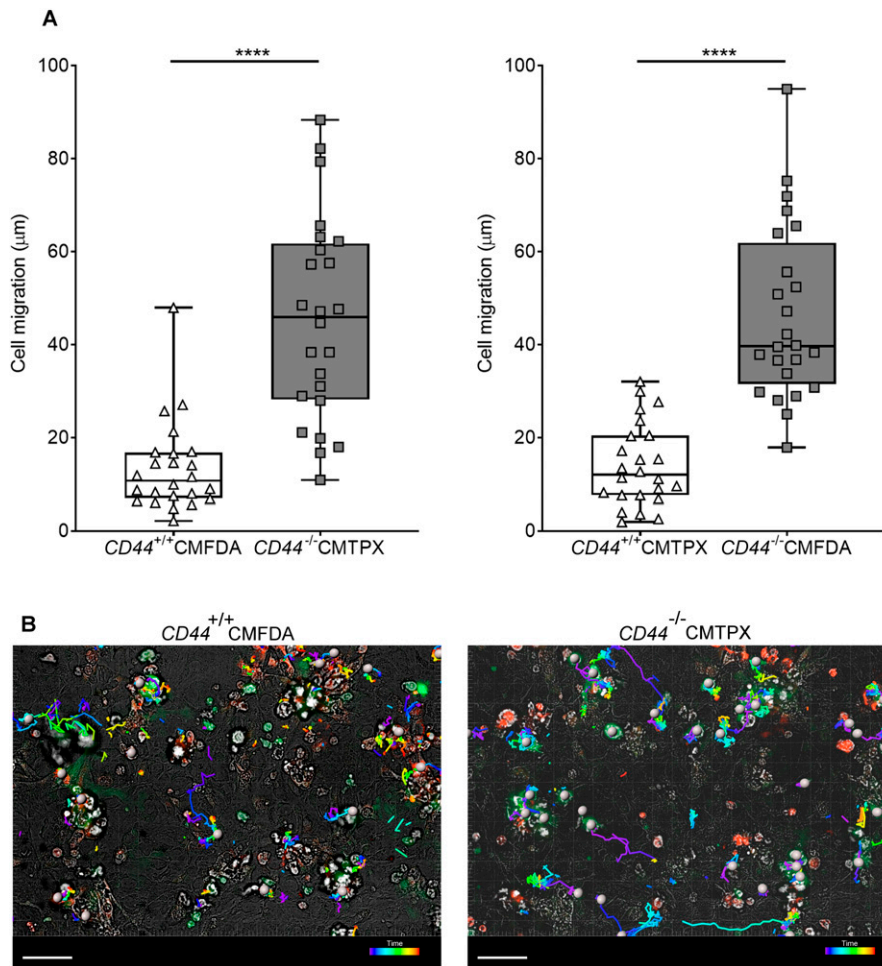 A
**** ****
100 100
80 80
60 60
40 40
20 20
0 0
Cell migration (µm) Cell migration (µm)
CD44+/+CMFDA CD44-/-CMTPX CD44+/+CMTPX CD44-/-CMFDA
B
CD44+/+CMFDA CD44-/-CMTPX
Time Time